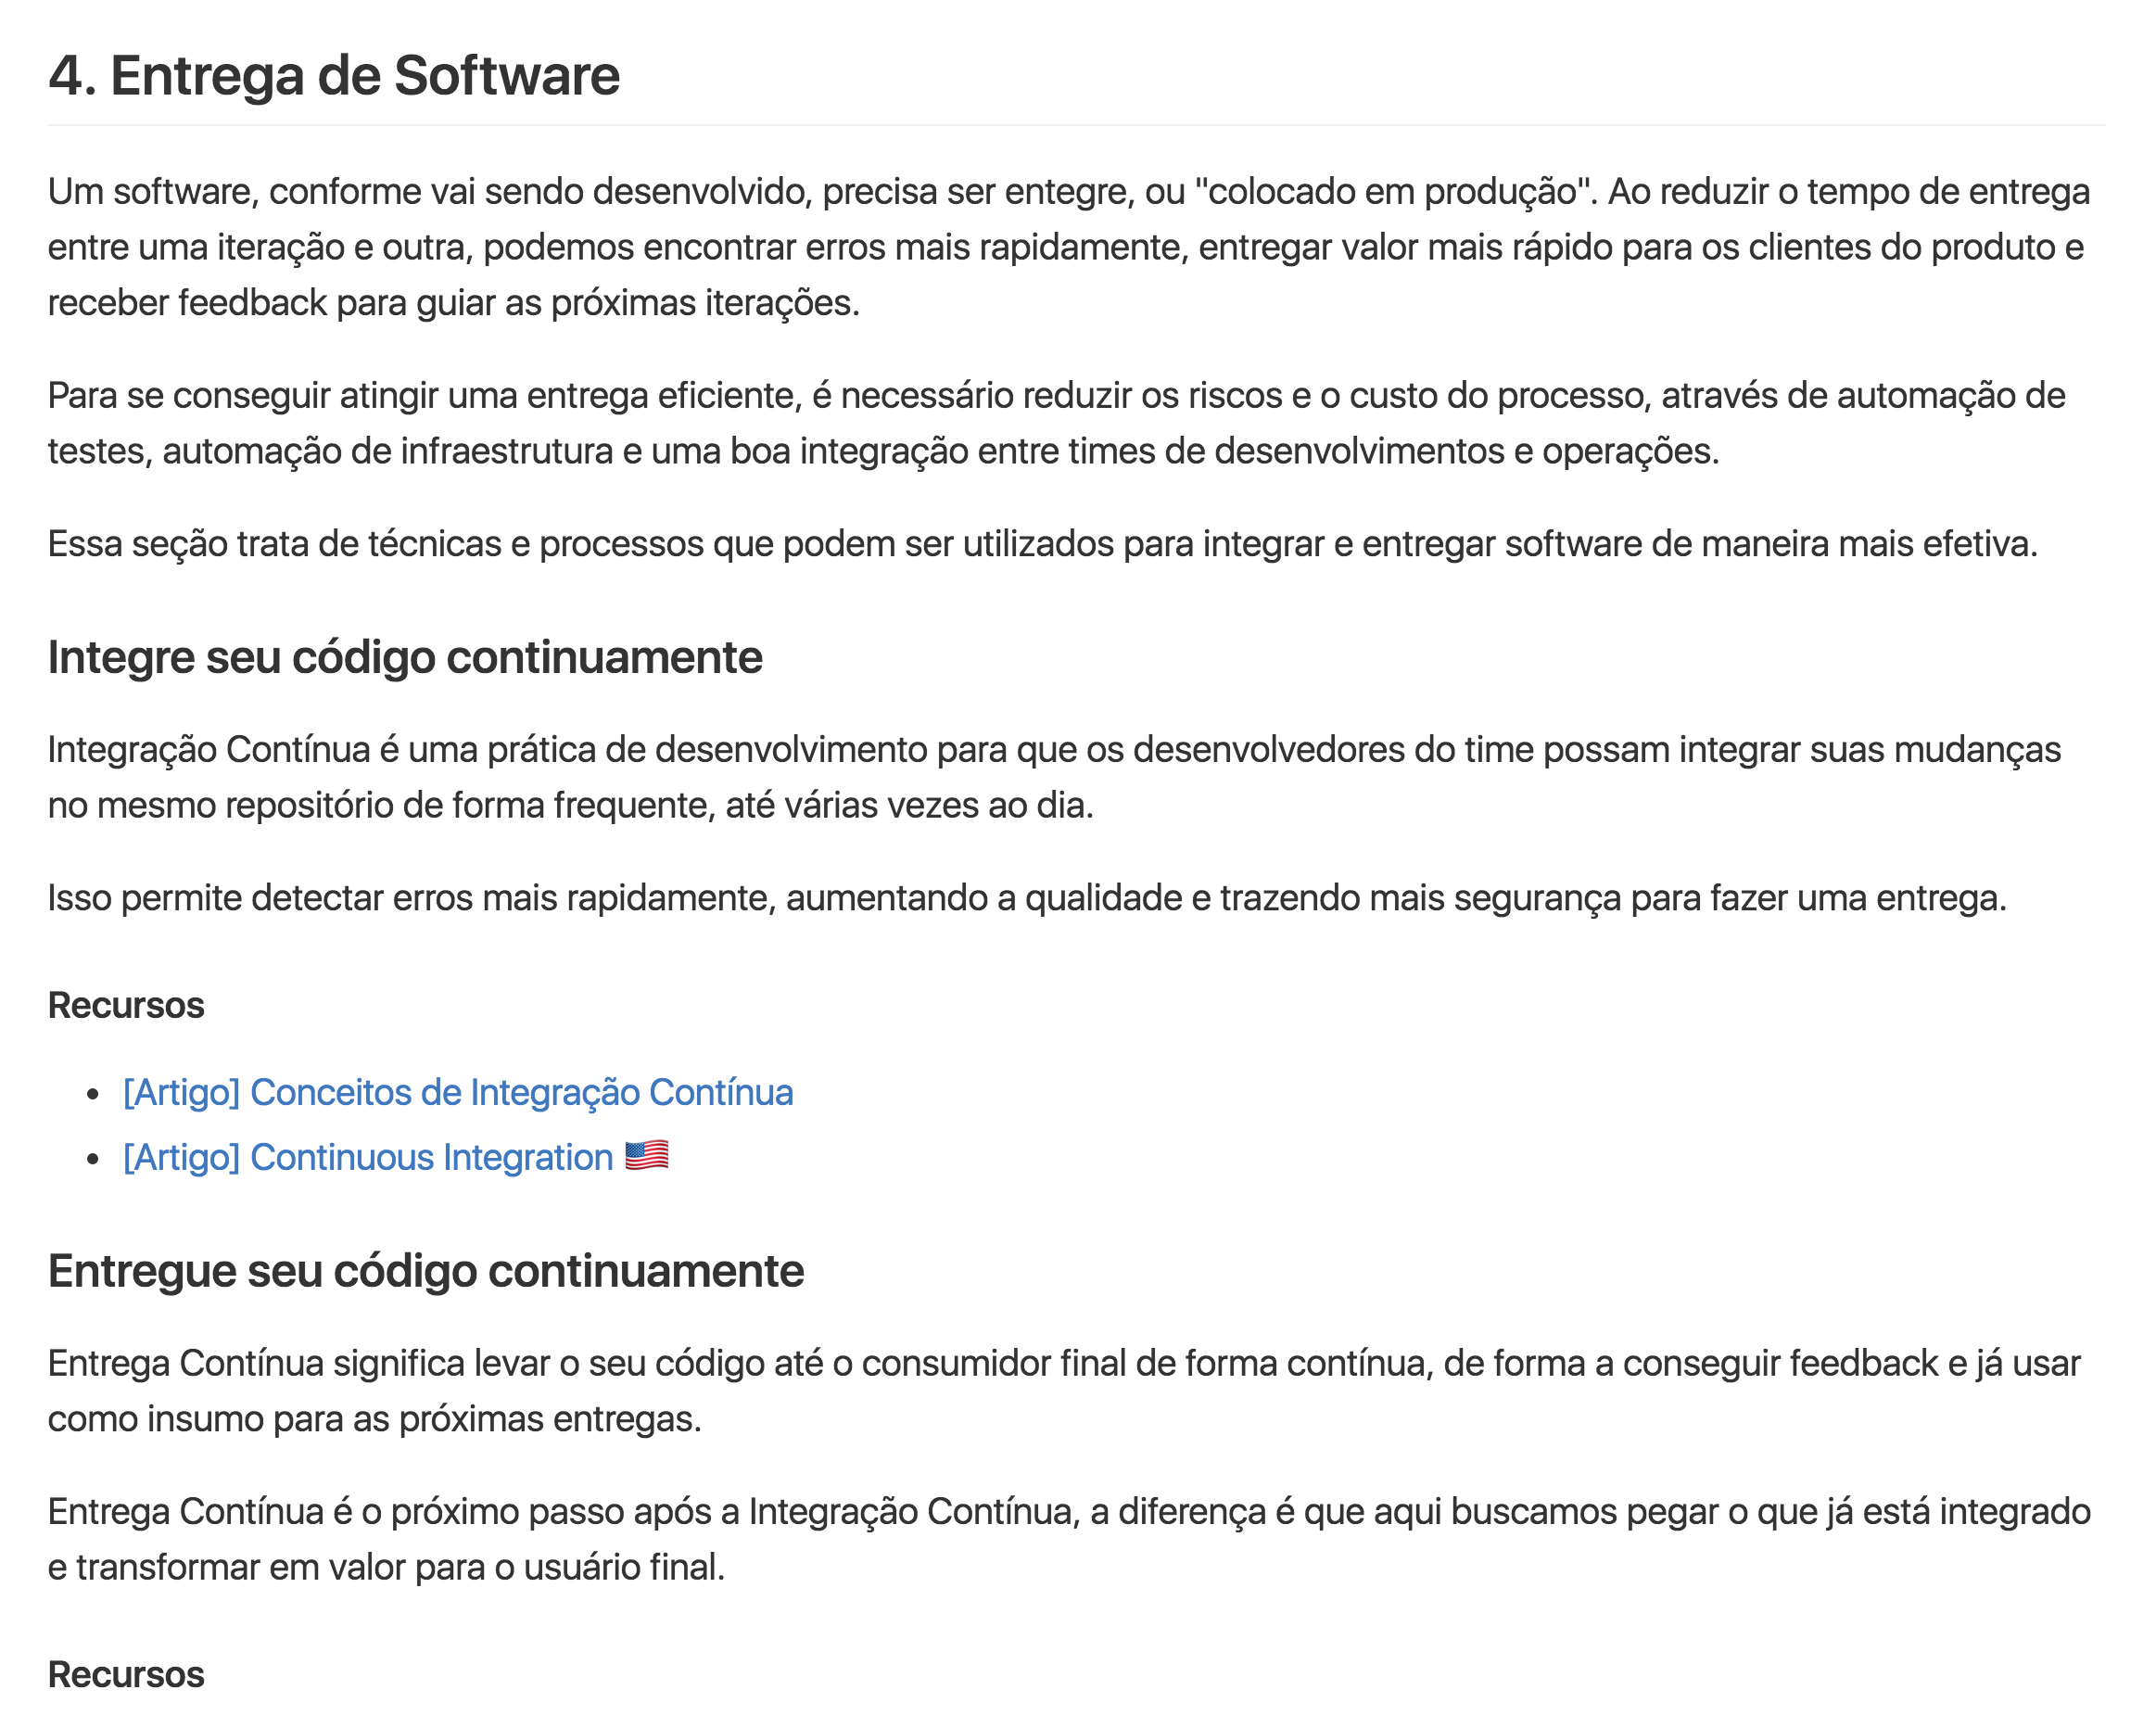 4. Entrega de Software
Um software, conforme vai sendo desenvolvido, precisa ser entegre, ou "colocado em produção". Ao reduzir o tempo de entrega
entre uma iteração e outra, podemos encontrar erros mais rapidamente, entregar valor mais rápido para os clientes do produto e
receber feedback para guiar as próximas iterações.
Para se conseguir atingir uma entrega eficiente, é necessário reduzir os riscos e o custo do processo, através de automação de
testes, automação de infraestrutura e uma boa integração entre times de desenvolvimentos e operações.
Essa seção trata de técnicas e processos que podem ser utilizados para integrar e entregar software de maneira mais efetiva.
Integre seu código continuamente
Integração Contínua é uma prática de desenvolvimento para que os desenvolvedores do time possam integrar suas mudanças
no mesmo repositório de forma frequente, até várias vezes ao dia.
Isso permite detectar erros mais rapidamente, aumentando a qualidade e trazendo mais segurança para fazer uma entrega.
Recursos
• [Artigo] Conceitos de Integração Contínua
• [Artigo] Continuous Integration 🇺🇸
Entregue seu código continuamente
Entrega Contínua significa levar o seu código até o consumidor final de forma contínua, de forma a conseguir feedback e já usar
como insumo para as próximas entregas.
Entrega Contínua é o próximo passo após a Integração Contínua, a diferença é que aqui buscamos pegar o que já está integrado
e transformar em valor para o usuário final.
Recursos